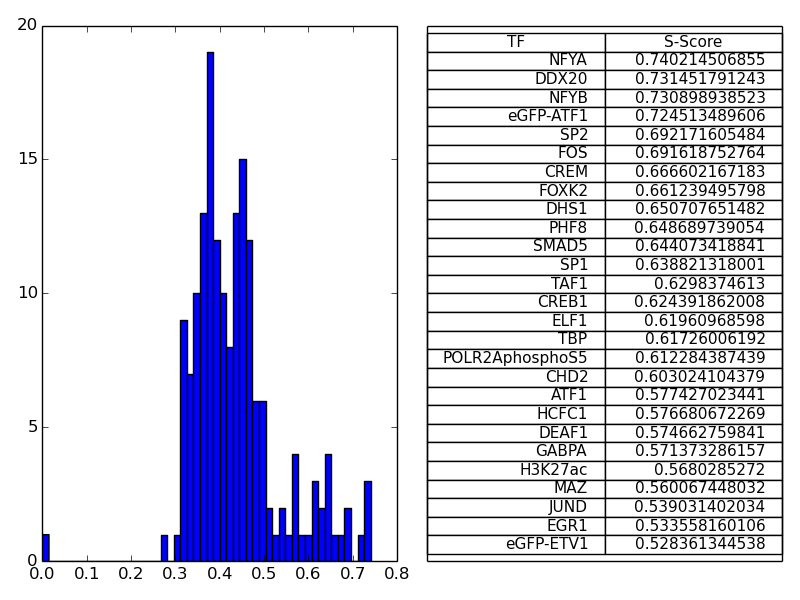 20
15
10
5
0
0.0 0.1 0.2 0.3 0.4 0.5 0.6 0.7 0.8
TF S-Score
NFYA 0.740214506855
DDX20 0.731451791243
NFYB 0.730898938523
eGFP-ATF1 0.724513489606
SP2 0.692171605484
FOS 0.691618752764
CREM 0.666602167183
FOXK2 0.661239495798
DHS1 0.650707651482
PHF8 0.648689739054
SMAD5 0.644073418841
SP1 0.638821318001
TAF1 0.6298374613
CREB1 0.624391862008
ELF1 0.61960968598
TBP 0.61726006192
POLR2AphosphoS5 0.612284387439
CHD2 0.603024104379
ATF1 0.577427023441
HCFC1 0.576680672269
DEAF1 0.574662759841
GABPA 0.571373286157
H3K27ac 0.5680285272
MAZ 0.560067448032
JUND 0.539031402034
EGR1 0.533558160106
eGFP-ETV1 0.528361344538